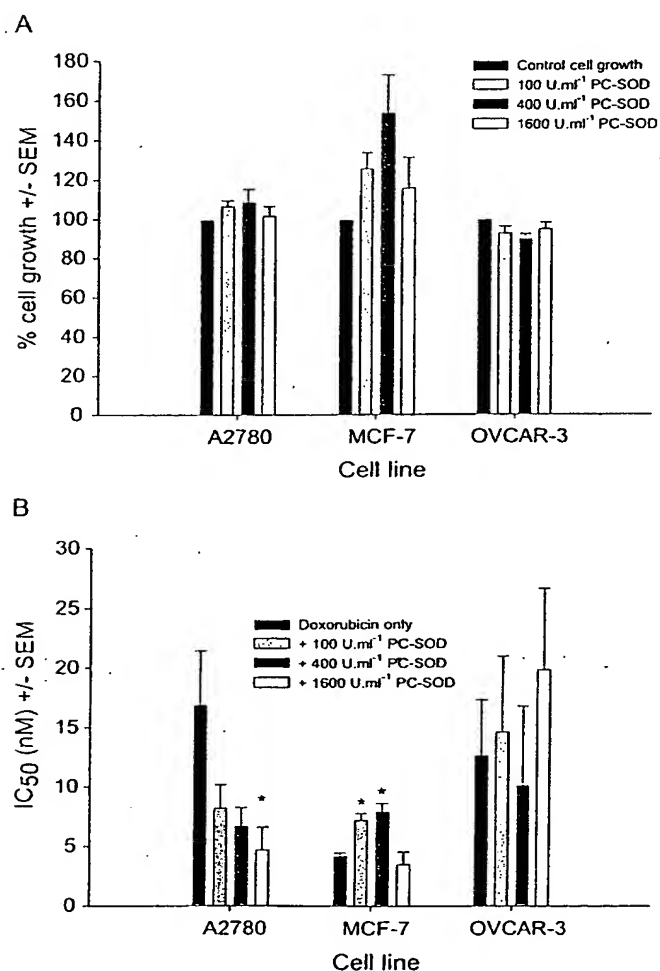 A
180
160
140
120
100
80
60
40
20
0
% cell growth +/- SEM
Control cell growth
100 U.ml⁻¹ PC-SOD
400 U.ml⁻¹ PC-SOD
1600 U.ml⁻¹ PC-SOD
A2780 MCF-7 OVCAR-3
Cell line
B
30
25
20
15
10
5
0
IC₅₀ (nM) +/- SEM
Doxorubicin only
+ 100 U.ml⁻¹ PC-SOD
+ 400 U.ml⁻¹ PC-SOD
+ 1600 U.ml⁻¹ PC-SOD
* * *
A2780 MCF-7 OVCAR-3
Cell line